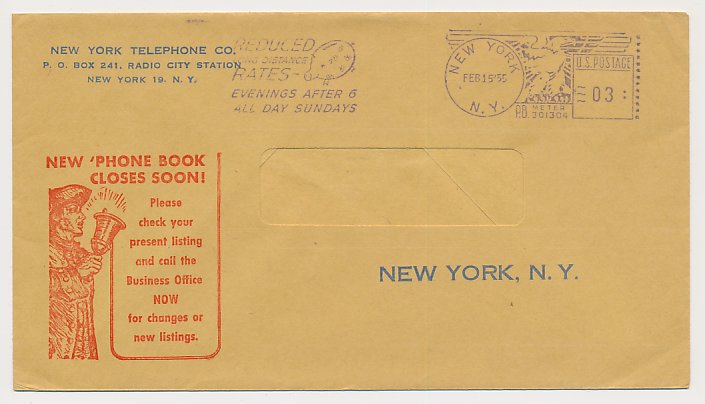 NEW YORK TELEPHONE CO.
P. O. BOX 241, RADIO CITY STATION
NEW YORK 19, N. Y.
REDUCED
LONG DISTANCE
RATES-
EVENINGS AFTER 6
ALL DAY SUNDAYS
NEW YORK
FEB 15 '55
N.Y.
U.S. POSTAGE
03
P.O. METER
301304
NEW 'PHONE BOOK
CLOSES SOON!
Please
check your
present listing
and call the
Business Office
NOW
for changes or
new listings.
NEW YORK, N. Y.